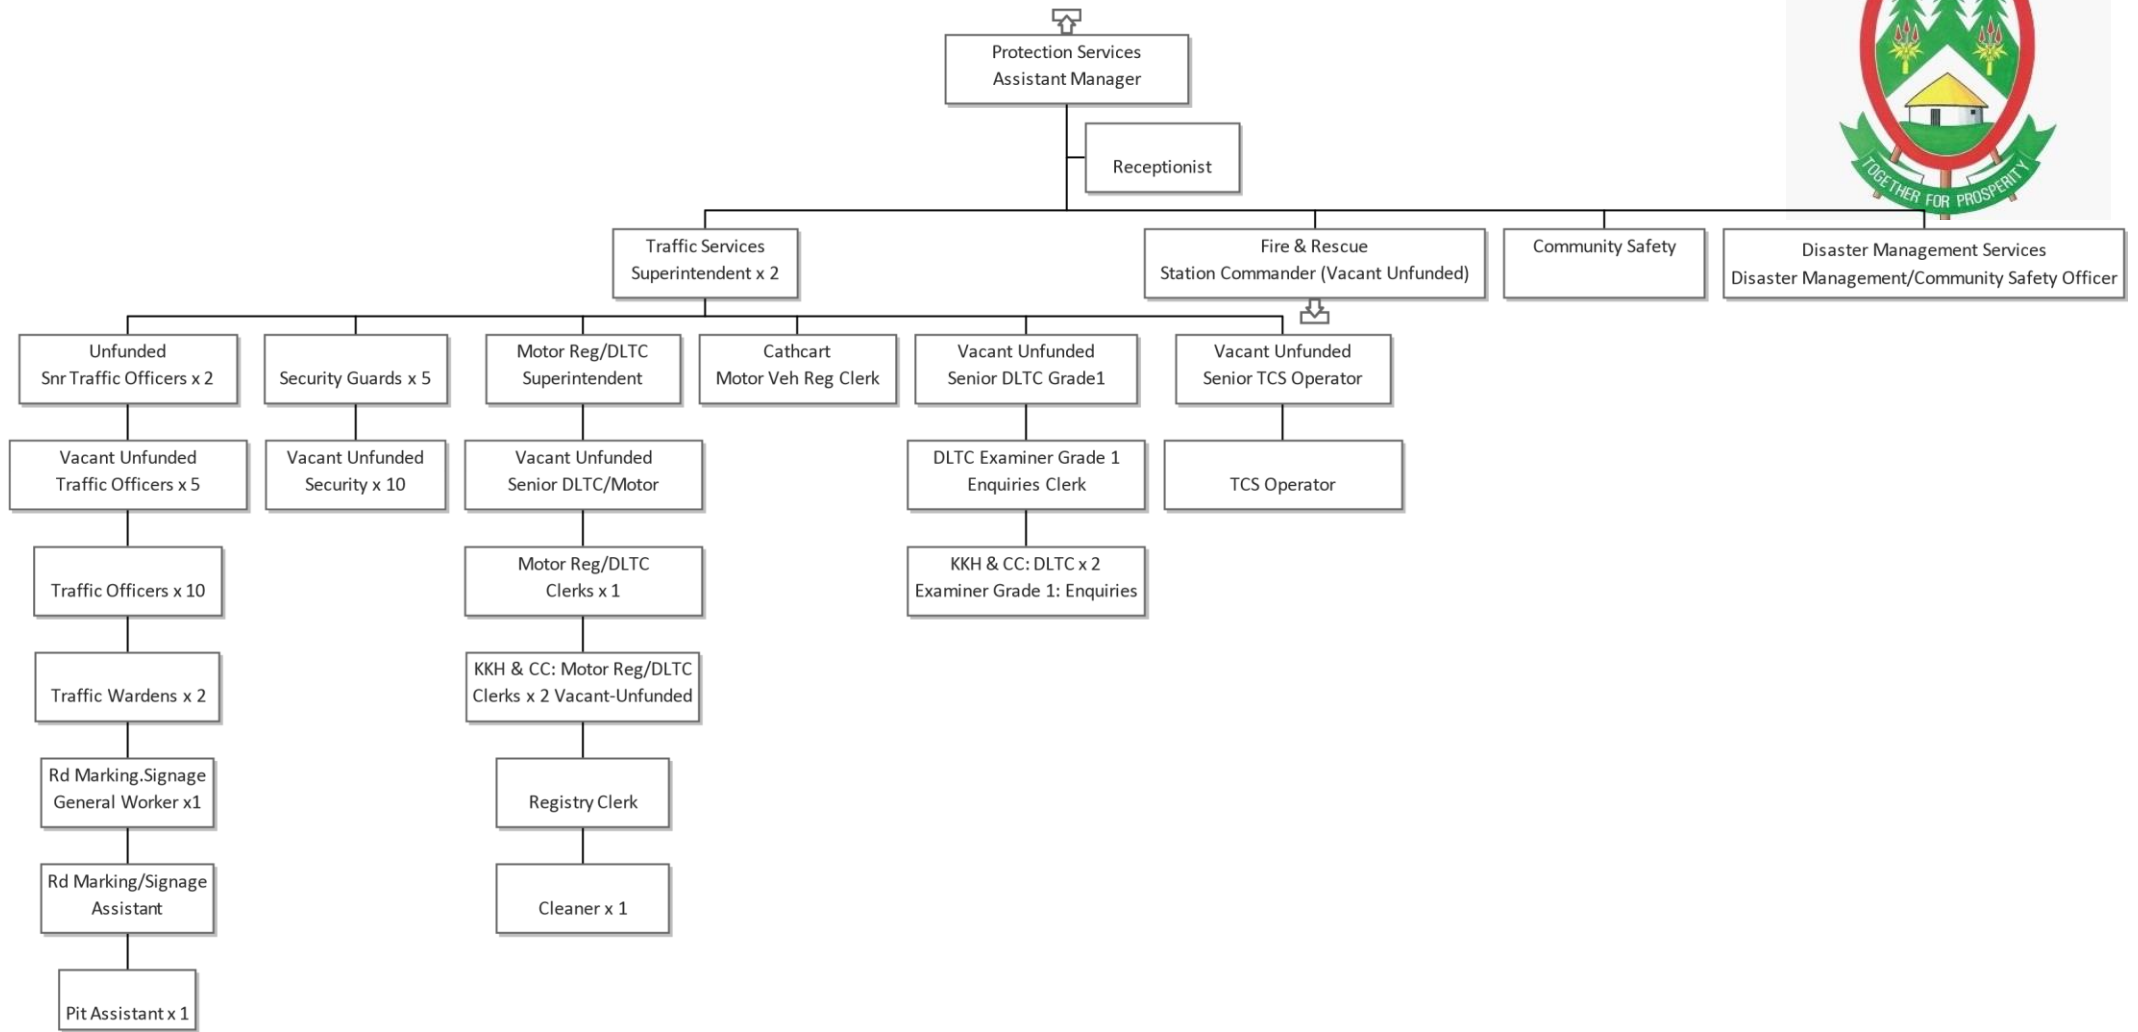 Protection Services
Assistant Manager
Receptionist
TOGETHER FOR PROSPERITY
Traffic Services
Superintendent x 2
Fire & Rescue
Station Commander (Vacant Unfunded)
Community Safety
Disaster Management Services
Disaster Management/Community Safety Officer
Unfunded
Snr Traffic Officers x 2
Security Guards x 5
Motor Reg/DLTC
Superintendent
Cathcart
Motor Veh Reg Clerk
Vacant Unfunded
Senior DLTC Grade1
Vacant Unfunded
Senior TCS Operator
Vacant Unfunded
Traffic Officers x 5
Vacant Unfunded
Security x 10
Vacant Unfunded
Senior DLTC/Motor
DLTC Examiner Grade 1
Enquiries Clerk
TCS Operator
Traffic Officers x 10
Motor Reg/DLTC
Clerks x 1
KKH & CC: DLTC x 2
Examiner Grade 1: Enquiries
Traffic Wardens x 2
KKH & CC: Motor Reg/DLTC
Clerks x 2 Vacant-Unfunded
Rd Marking.Signage
General Worker x1
Registry Clerk
Rd Marking/Signage
Assistant
Cleaner x 1
Pit Assistant x 1